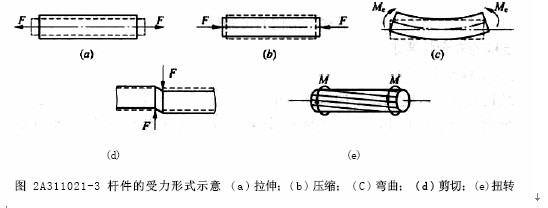 F F F F Me Me
(a) (b) (c)
F M M
F
(d) (e)
图 2A311021-3 杆件的受力形式示意 (a)拉伸;(b)压缩; (C)弯曲; (d)剪切; (e)扭转